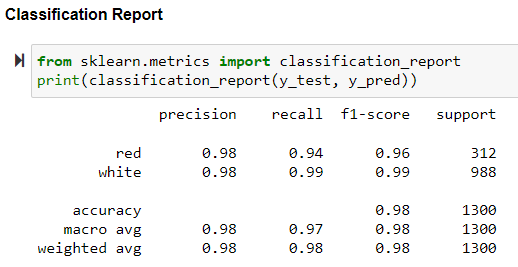 Classification Report
from sklearn.metrics import classification_report
print(classification_report(y_test, y_pred))
precision recall f1-score support
red 0.98 0.94 0.96 312
white 0.98 0.99 0.99 988
accuracy 0.98 1300
macro avg 0.98 0.97 0.98 1300
weighted avg 0.98 0.98 0.98 1300